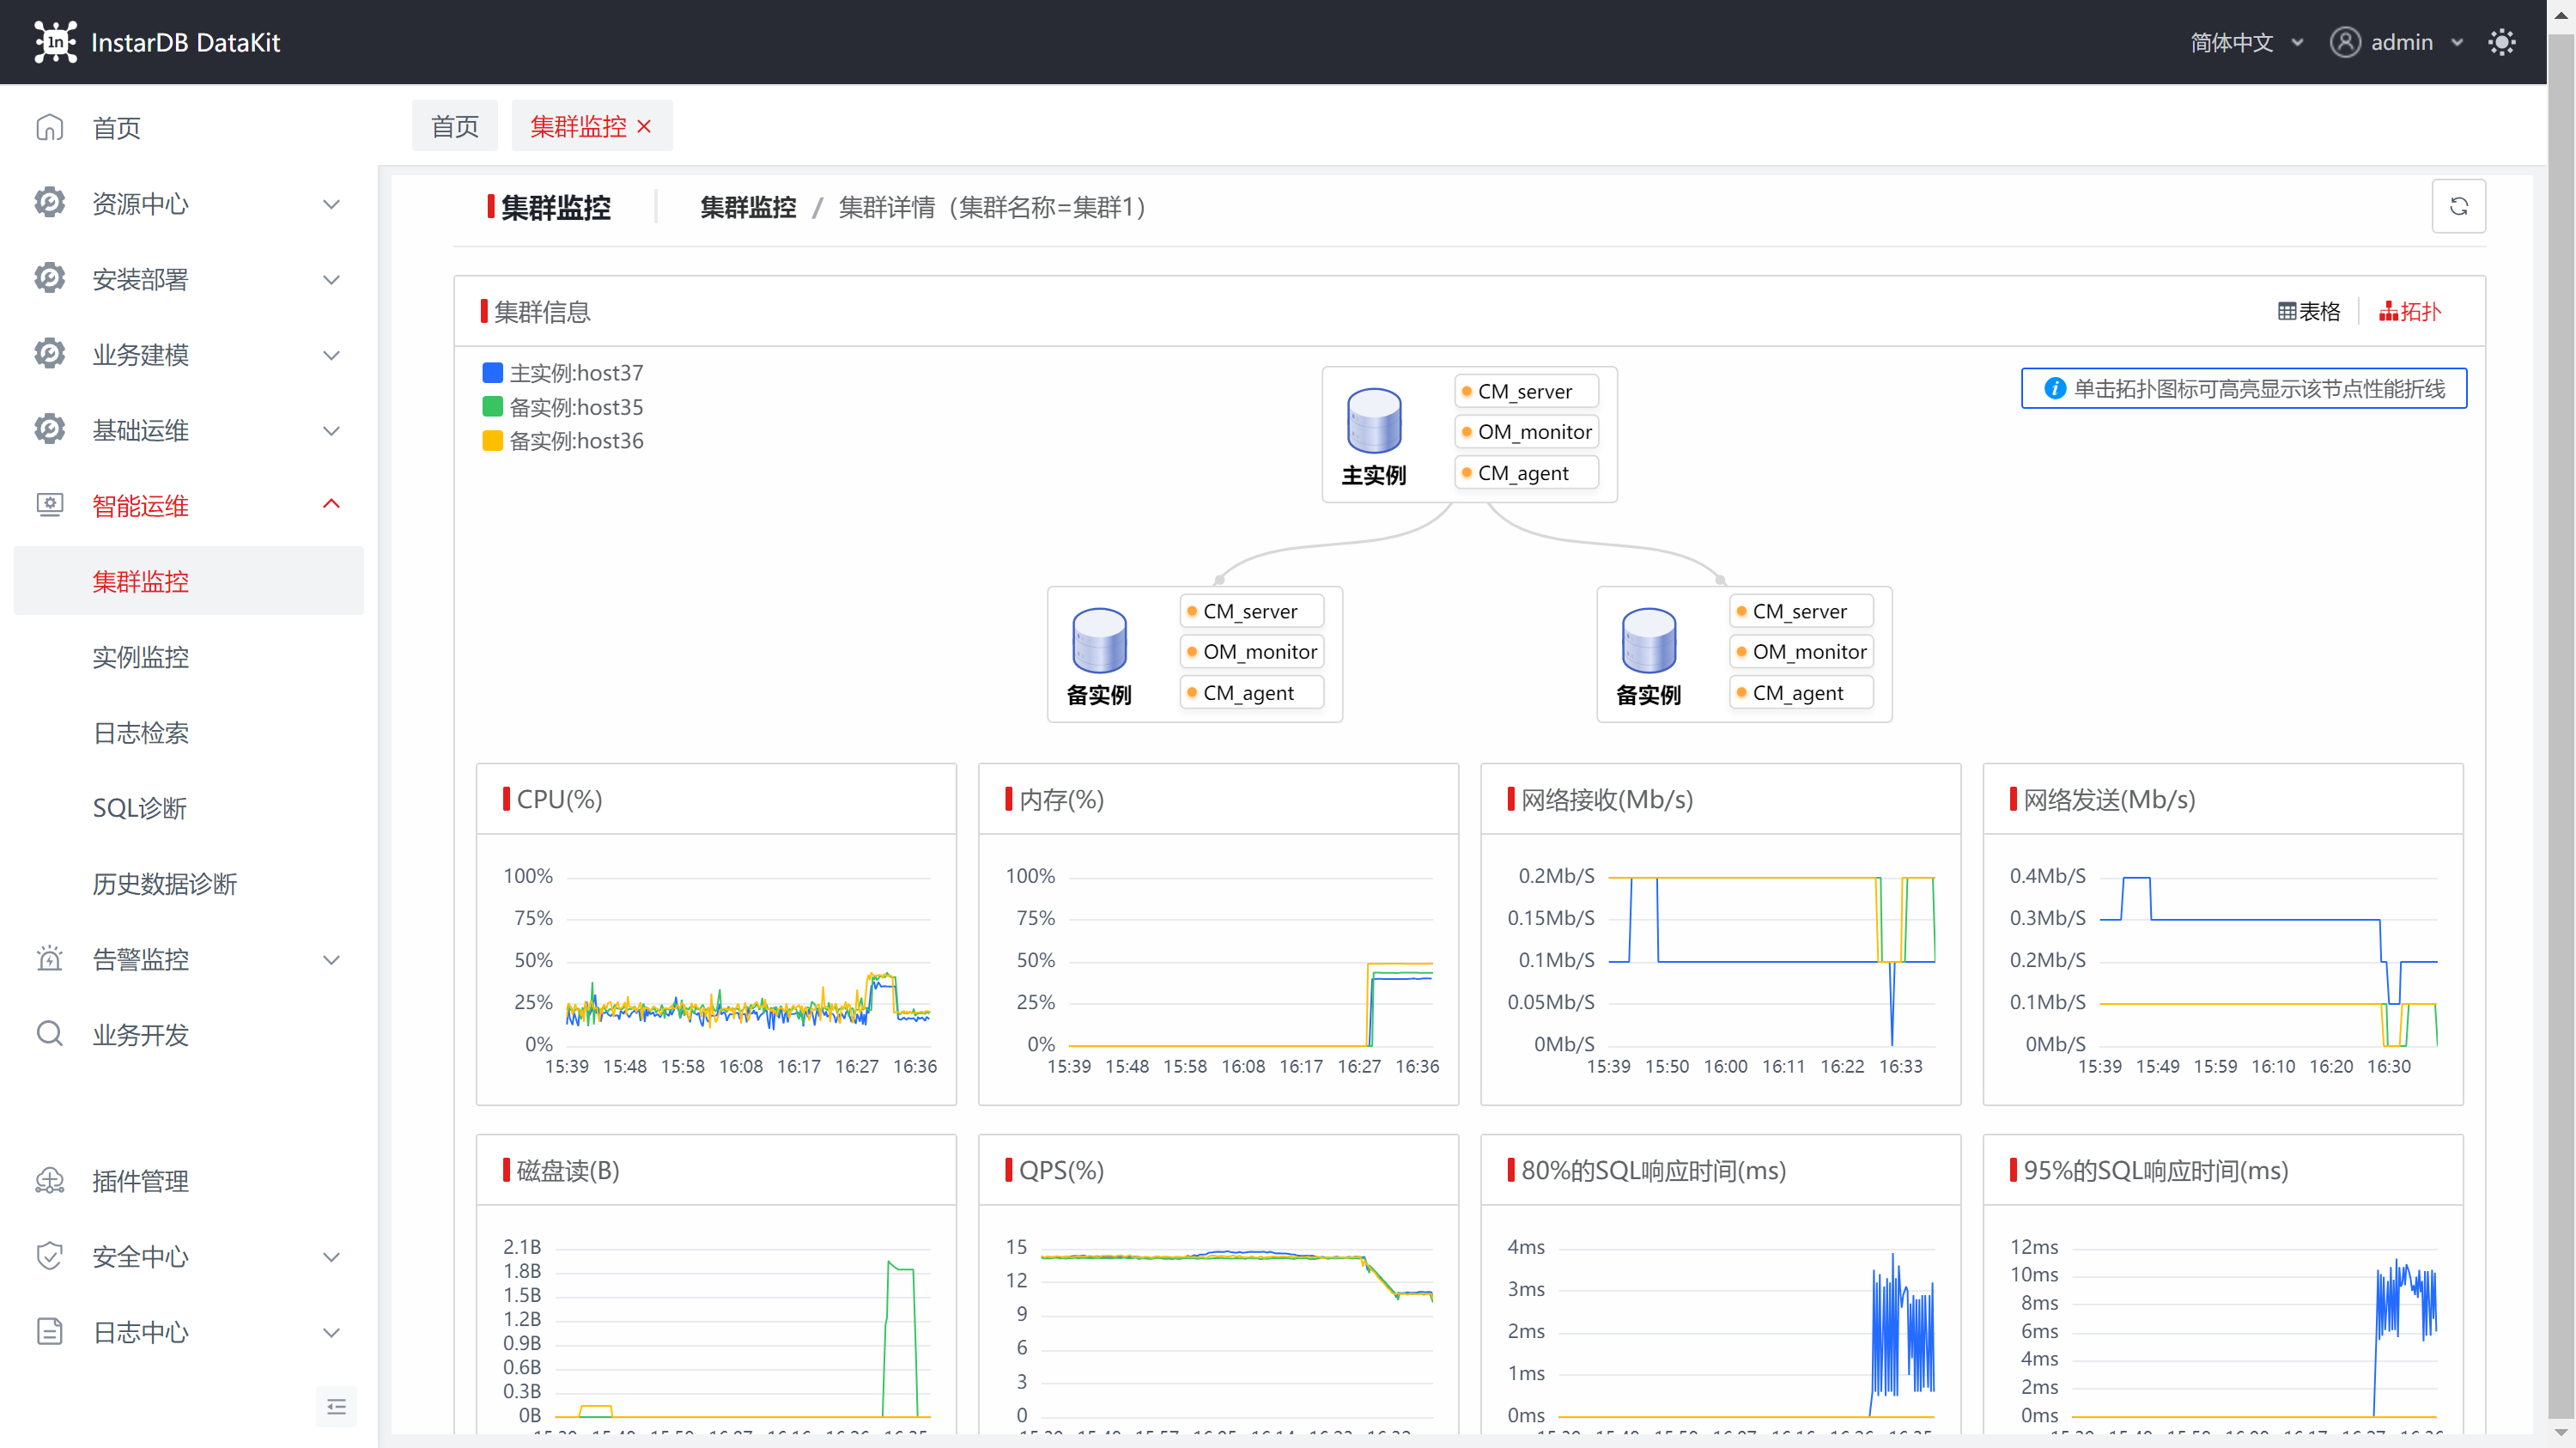 InstarDB DataKit
简体中文
admin
首页
资源中心
安装部署
业务建模
基础运维
智能运维
集群监控
实例监控
日志检索
SQL诊断
历史数据诊断
告警监控
业务开发
插件管理
安全中心
日志中心
首页 集群监控
集群监控 集群监控 / 集群详情（集群名称=集群1）
集群信息
表格 拓扑
主实例:host37
备实例:host35
备实例:host36
单击拓扑图标可高亮显示该节点性能折线
主实例
CM_server
OM_monitor
CM_agent
备实例
CM_server
OM_monitor
CM_agent
备实例
CM_server
OM_monitor
CM_agent
CPU(%)
100%
75%
50%
25%
0%
15:39 15:48 15:58 16:08 16:17 16:27 16:36
内存(%)
100%
75%
50%
25%
0%
15:39 15:48 15:58 16:08 16:17 16:27 16:36
网络接收(Mb/s)
0.2Mb/S
0.15Mb/S
0.1Mb/S
0.05Mb/S
0Mb/S
15:39 15:50 16:00 16:11 16:22 16:33
网络发送(Mb/s)
0.4Mb/S
0.3Mb/S
0.2Mb/S
0.1Mb/S
0Mb/S
15:39 15:49 15:59 16:10 16:20 16:30
磁盘读(B)
2.1B
1.8B
1.5B
1.2B
0.9B
0.6B
0.3B
0B
QPS(%)
15
12
9
6
3
0
80%的SQL响应时间(ms)
4ms
3ms
2ms
1ms
0ms
95%的SQL响应时间(ms)
12ms
10ms
8ms
6ms
4ms
2ms
0ms